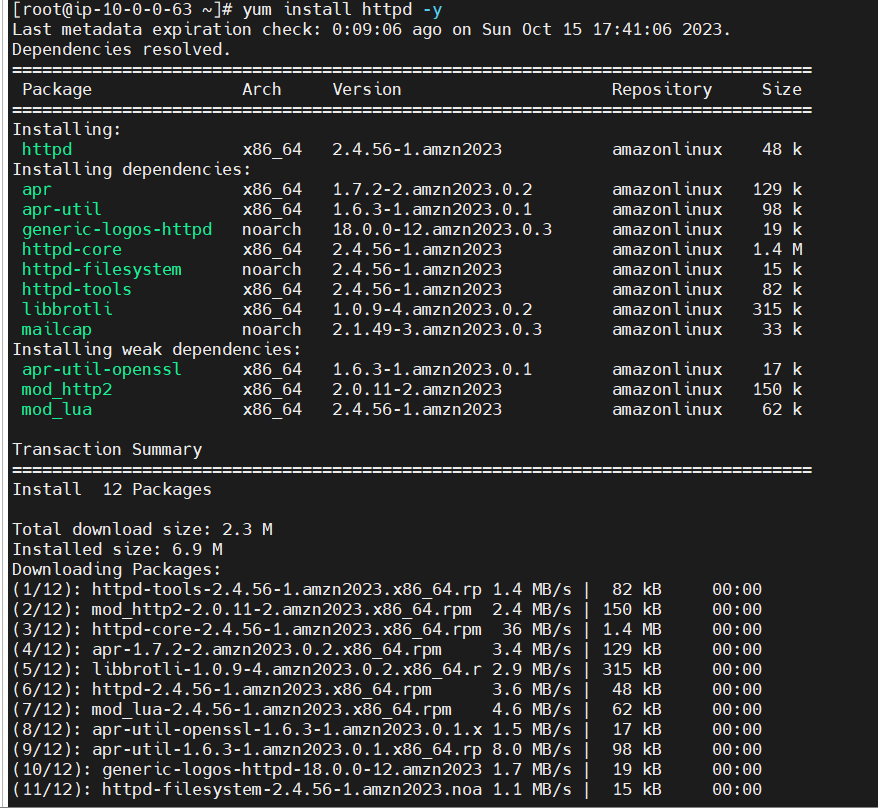 [root@ip-10-0-0-63 ~]# yum install httpd -y
Last metadata expiration check: 0:09:06 ago on Sun Oct 15 17:41:06 2023.
Dependencies resolved.
================================================================================
 Package               Arch     Version                     Repository     Size
================================================================================
Installing:
 httpd                 x86_64   2.4.56-1.amzn2023           amazonlinux    48 k
Installing dependencies:
 apr                   x86_64   1.7.2-2.amzn2023.0.2        amazonlinux   129 k
 apr-util              x86_64   1.6.3-1.amzn2023.0.1        amazonlinux    98 k
 generic-logos-httpd   noarch   18.0.0-12.amzn2023.0.3      amazonlinux    19 k
 httpd-core            x86_64   2.4.56-1.amzn2023           amazonlinux   1.4 M
 httpd-filesystem      noarch   2.4.56-1.amzn2023           amazonlinux    15 k
 httpd-tools           x86_64   2.4.56-1.amzn2023           amazonlinux    82 k
 libbrotli             x86_64   1.0.9-4.amzn2023.0.2        amazonlinux   315 k
 mailcap               noarch   2.1.49-3.amzn2023.0.3       amazonlinux    33 k
Installing weak dependencies:
 apr-util-openssl      x86_64   1.6.3-1.amzn2023.0.1        amazonlinux    17 k
 mod_http2             x86_64   2.0.11-2.amzn2023           amazonlinux   150 k
 mod_lua               x86_64   2.4.56-1.amzn2023           amazonlinux    62 k

Transaction Summary
================================================================================
Install  12 Packages

Total download size: 2.3 M
Installed size: 6.9 M
Downloading Packages:
(1/12): httpd-tools-2.4.56-1.amzn2023.x86_64.rp 1.4 MB/s |  82 kB     00:00
(2/12): mod_http2-2.0.11-2.amzn2023.x86_64.rpm  2.4 MB/s | 150 kB     00:00
(3/12): httpd-core-2.4.56-1.amzn2023.x86_64.rpm  36 MB/s | 1.4 MB     00:00
(4/12): apr-1.7.2-2.amzn2023.0.2.x86_64.rpm     3.4 MB/s | 129 kB     00:00
(5/12): libbrotli-1.0.9-4.amzn2023.0.2.x86_64.r 2.9 MB/s | 315 kB     00:00
(6/12): httpd-2.4.56-1.amzn2023.x86_64.rpm      3.6 MB/s |  48 kB     00:00
(7/12): mod_lua-2.4.56-1.amzn2023.x86_64.rpm    4.6 MB/s |  62 kB     00:00
(8/12): apr-util-openssl-1.6.3-1.amzn2023.0.1.x 1.5 MB/s |  17 kB     00:00
(9/12): apr-util-1.6.3-1.amzn2023.0.1.x86_64.rp 8.0 MB/s |  98 kB     00:00
(10/12): generic-logos-httpd-18.0.0-12.amzn2023 1.7 MB/s |  19 kB     00:00
(11/12): httpd-filesystem-2.4.56-1.amzn2023.noa 1.1 MB/s |  15 kB     00:00